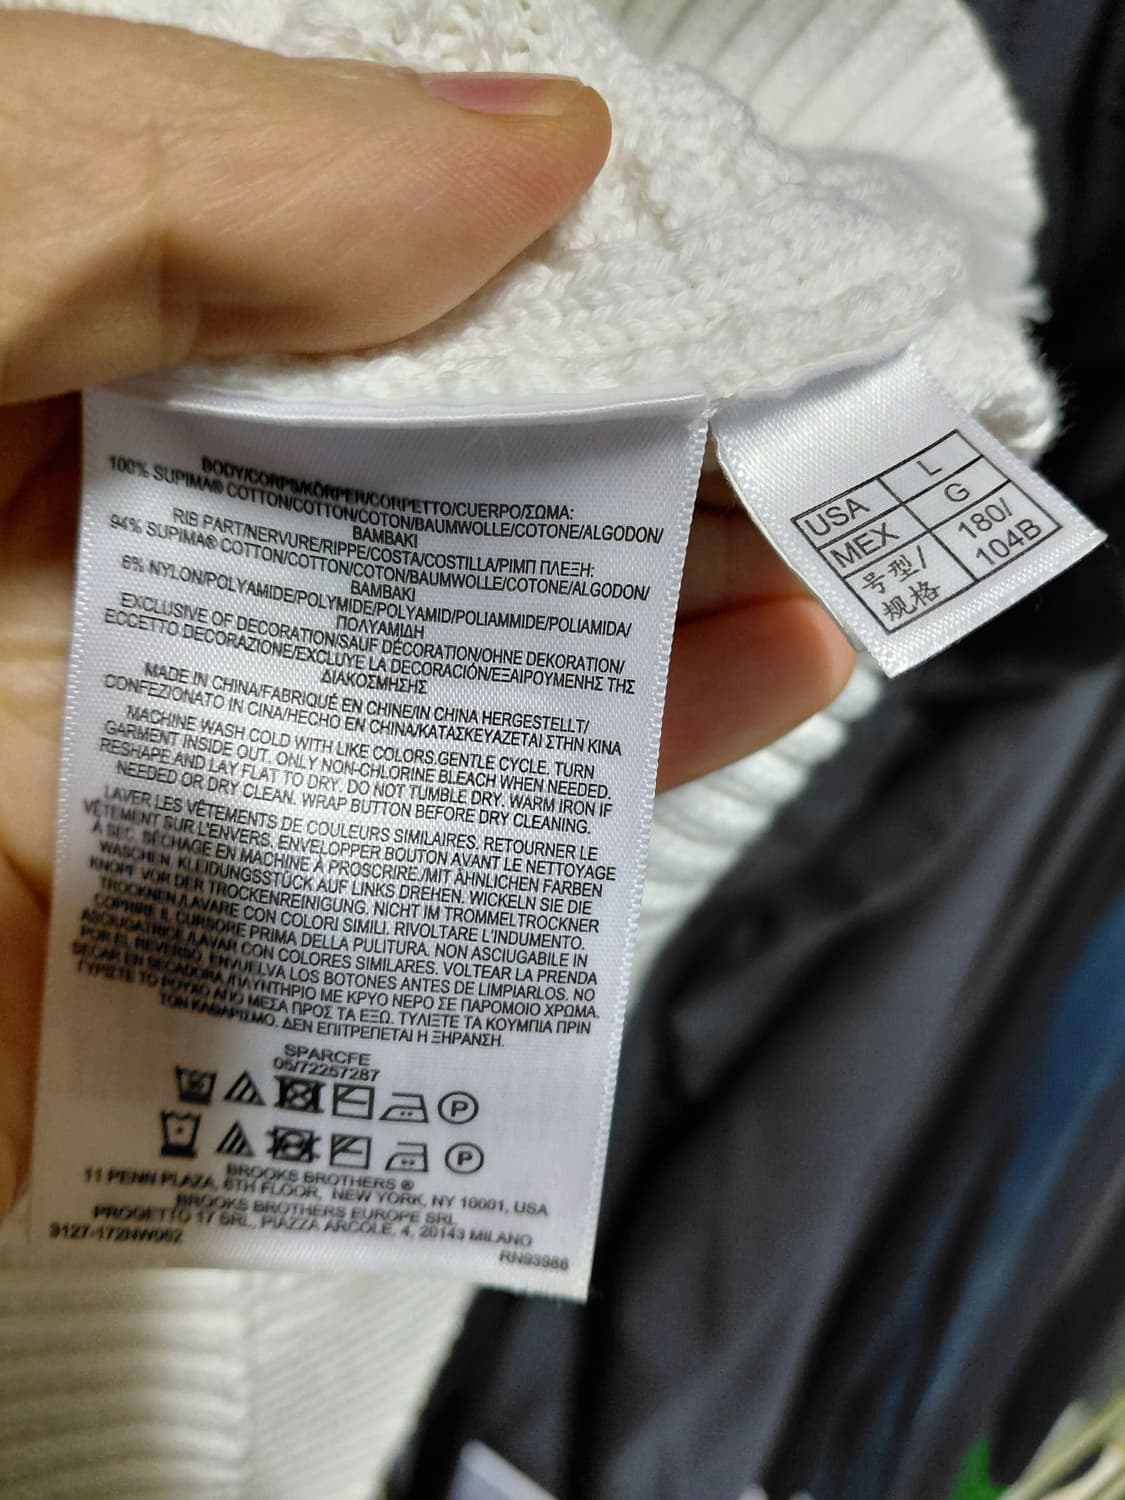 BODY/CORPS/KÖRPER/CORPETTO/CUERPO/ΣΩΜΑ:
100% SUPIMA® COTTON/COTTON/COTON/BAUMWOLLE/COTONE/ALGODON/
BAMBAKI
RIB PART/NERVURE/RIPPE/COSTA/COSTILLA/ΡΙΜΠ ΠΛΕΞΗ:
94% SUPIMA® COTTON/COTTON/COTON/BAUMWOLLE/COTONE/ALGODON/
BAMBAKI
6% NYLON/POLYAMIDE/POLYMIDE/POLYAMID/POLIAMMIDE/POLIAMIDA/
ΠΟΛΥΑΜΙΔΗ
EXCLUSIVE OF DECORATION/SAUF DÉCORATION/OHNE DEKORATION/
ECCETTO DECORAZIONE/EXCLUYE LA DECORACIÓN/ΕΞΑΙΡΟΥΜΕΝΗΣ ΤΗΣ
ΔΙΑΚΟΣΜΗΣΗΣ
MADE IN CHINA/FABRIQUÉ EN CHINE/IN CHINA HERGESTELLT/
CONFEZIONATO IN CINA/HECHO EN CHINA/ΚΑΤΑΣΚΕΥΑΖΕΤΑΙ ΣΤΗΝ ΚΙΝΑ
MACHINE WASH COLD WITH LIKE COLORS.GENTLE CYCLE. TURN
GARMENT INSIDE OUT. ONLY NON-CHLORINE BLEACH WHEN NEEDED.
RESHAPE AND LAY FLAT TO DRY. DO NOT TUMBLE DRY. WARM IRON IF
NEEDED OR DRY CLEAN. WRAP BUTTON BEFORE DRY CLEANING.
LAVER LES VÊTEMENTS DE COULEURS SIMILAIRES. RETOURNER LE
VÊTEMENT SUR L'ENVERS. ENVELOPPER BOUTON AVANT LE NETTOYAGE
À SEC. SÉCHAGE EN MACHINE À PROSCRIRE./MIT ÄHNLICHEN FARBEN
WASCHEN. KLEIDUNGSSTÜCK AUF LINKS DREHEN. WICKELN SIE DIE
KNOPF VOR DER TROCKENREINIGUNG. NICHT IM TROMMELTROCKNER
TROCKNEN./LAVARE CON COLORI SIMILI. RIVOLTARE L'INDUMENTO.
COPRIRE IL CURSORE PRIMA DELLA PULITURA. NON ASCIUGABILE IN
ASCIUGATRICE./LAVAR CON COLORES SIMILARES. VOLTEAR LA PRENDA
POR EL REVERSO. ENVUELVA LOS BOTONES ANTES DE LIMPIARLOS. NO
SECAR EN SECADORA./ΠΛΥΝΤΗΡΙΟ ΜΕ ΚΡΥΟ ΝΕΡΟ ΣΕ ΠΑΡΟΜΟΙΟ ΧΡΩΜΑ.
ΓΥΡΙΣΤΕ ΤΟ ΡΟΥΧΟ ΑΠΟ ΜΕΣΑ ΠΡΟΣ ΤΑ ΕΞΩ. ΤΥΛΙΞΤΕ ΤΑ ΚΟΥΜΠΙΑ ΠΡΙΝ
ΤΟΝ ΚΑΘΑΡΙΣΜΟ. ΔΕΝ ΕΠΙΤΡΕΠΕΤΑΙ Η ΞΗΡΑΝΣΗ.
SPARCFE
06/72257287
P
P
BROOKS BROTHERS ®
11 PENN PLAZA, 6TH FLOOR, NEW YORK, NY 10001, USA
BROOKS BROTHERS EUROPE SRL
PROGETTO 17 SRL, PIAZZA ARCOLE, 4, 20143 MILANO
RN93986
USA L
MEX G
号型/ 180/
规格 104B